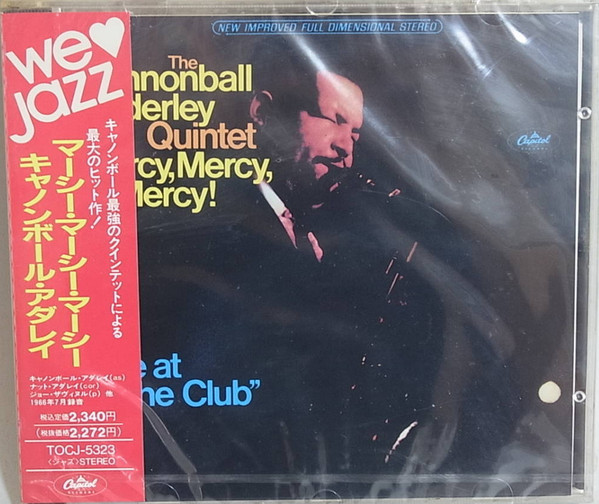 we♥
Jazz
キャノンボール最強のクインテットによる
最大のヒット作!
マーシー・マーシー・マーシー
キャノンボール・アダレイ
キャノンボール・アダレイ(as)
ナット・アダレイ(cor)
ジョー・ザヴィヌル(p) 他
1966年7月録音
税込定価2,340円
(税抜価格2,272円)
TOCJ-5323
〈ジャズ〉STEREO
Capitol
RECORDS
NEW IMPROVED FULL DIMENSIONAL STEREO
The
nnonball
derley
Quintet
rcy, Mercy,
Mercy!
Capitol
e at
he Club"